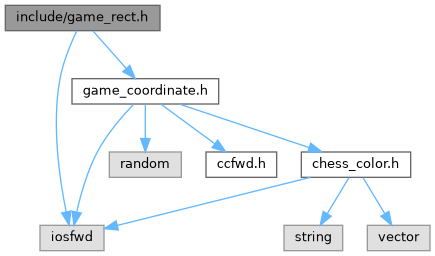 include/game_rect.h
game_coordinate.h
random
ccfwd.h
chess_color.h
iosfwd
string
vector